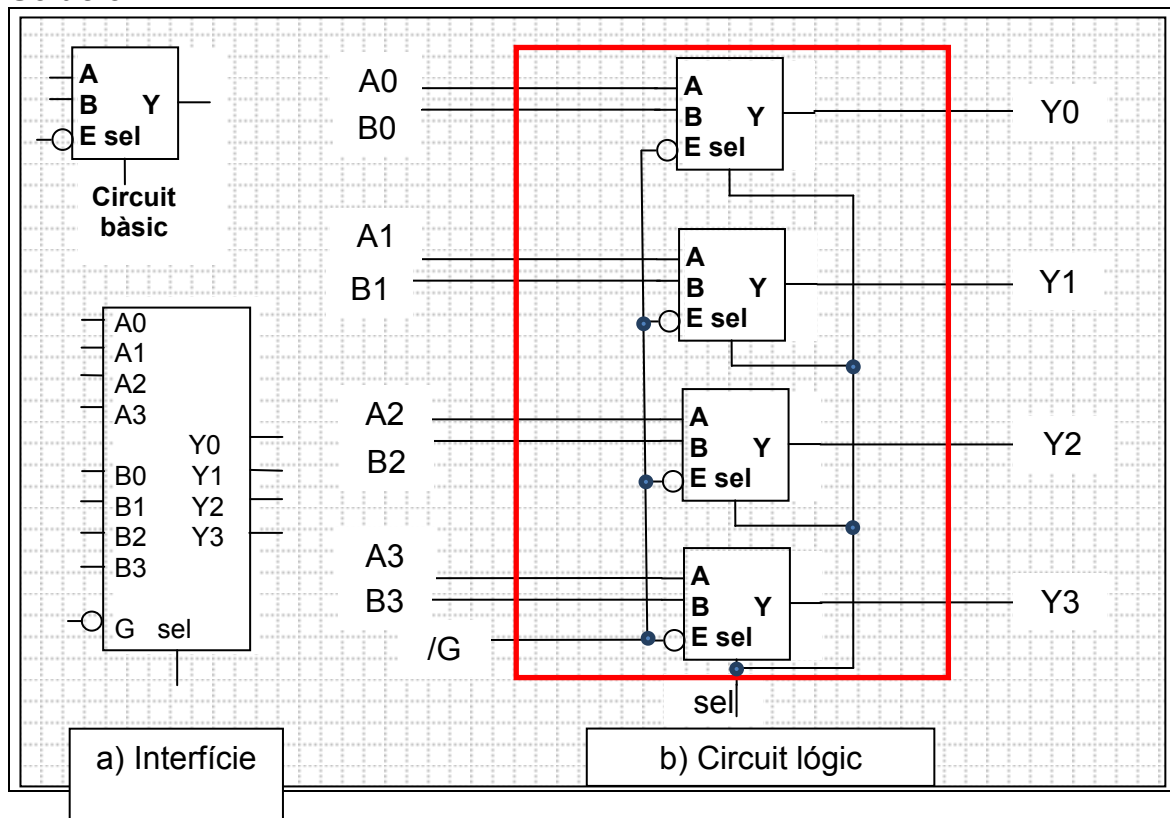 A
B Y
E sel
Circuit
bàsic
A0
A1
A2
A3
Y0
B0 Y1
B1 Y2
B2 Y3
B3
G sel
a) Interfície
A0
B0
A
B Y
E sel
Y0
A1
B1
A
B Y
E sel
Y1
A2
B2
A
B Y
E sel
Y2
A3
B3
/G
A
B Y
E sel
Y3
sel
b) Circuit lógic